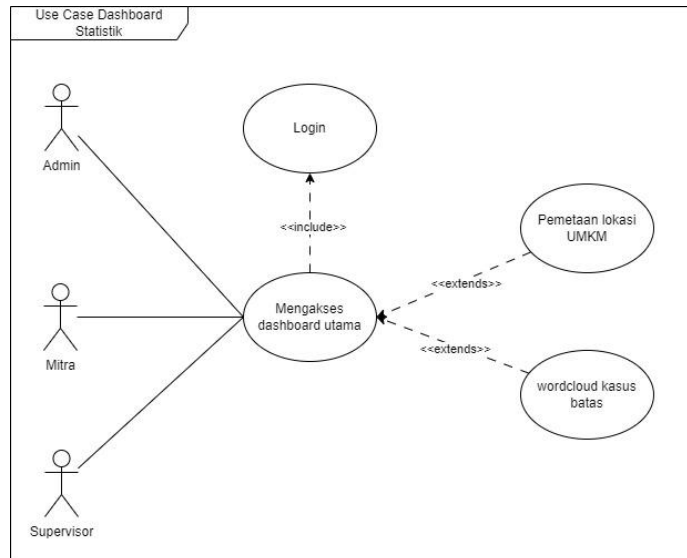 Use Case Dashboard
Statistik
Admin
Login
<<include>>
Pemetaan lokasi
UMKM
<<extends>>
Mitra
Mengakses
dashboard utama
<<extends>>
wordcloud kasus
batas
Supervisor